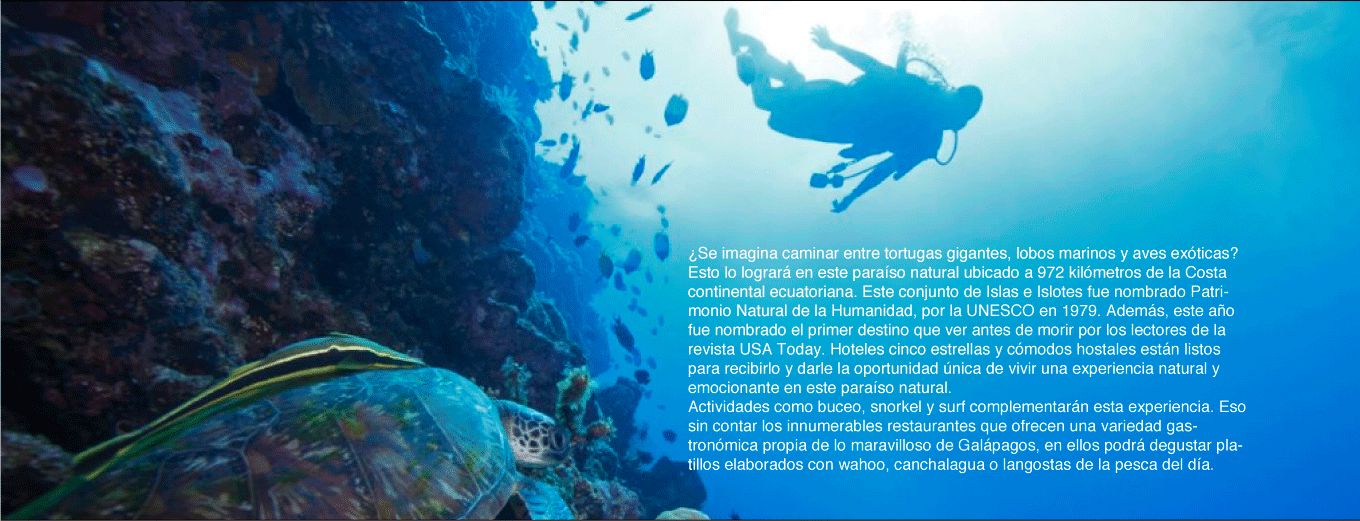 ¿Se imagina caminar entre tortugas gigantes, lobos marinos y aves exóticas?
Esto lo logrará en este paraíso natural ubicado a 972 kilómetros de la Costa
continental ecuatoriana. Este conjunto de Islas e Islotes fue nombrado Patri-
monio Natural de la Humanidad, por la UNESCO en 1979. Además, este año
fue nombrado el primer destino que ver antes de morir por los lectores de la
revista USA Today. Hoteles cinco estrellas y cómodos hostales están listos
para recibirlo y darle la oportunidad única de vivir una experiencia natural y
emocionante en este paraíso natural.
Actividades como buceo, snorkel y surf complementarán esta experiencia. Eso
sin contar los innumerables restaurantes que ofrecen una variedad gas-
tronómica propia de lo maravilloso de Galápagos, en ellos podrá degustar pla-
tillos elaborados con wahoo, canchalagua o langostas de la pesca del día.